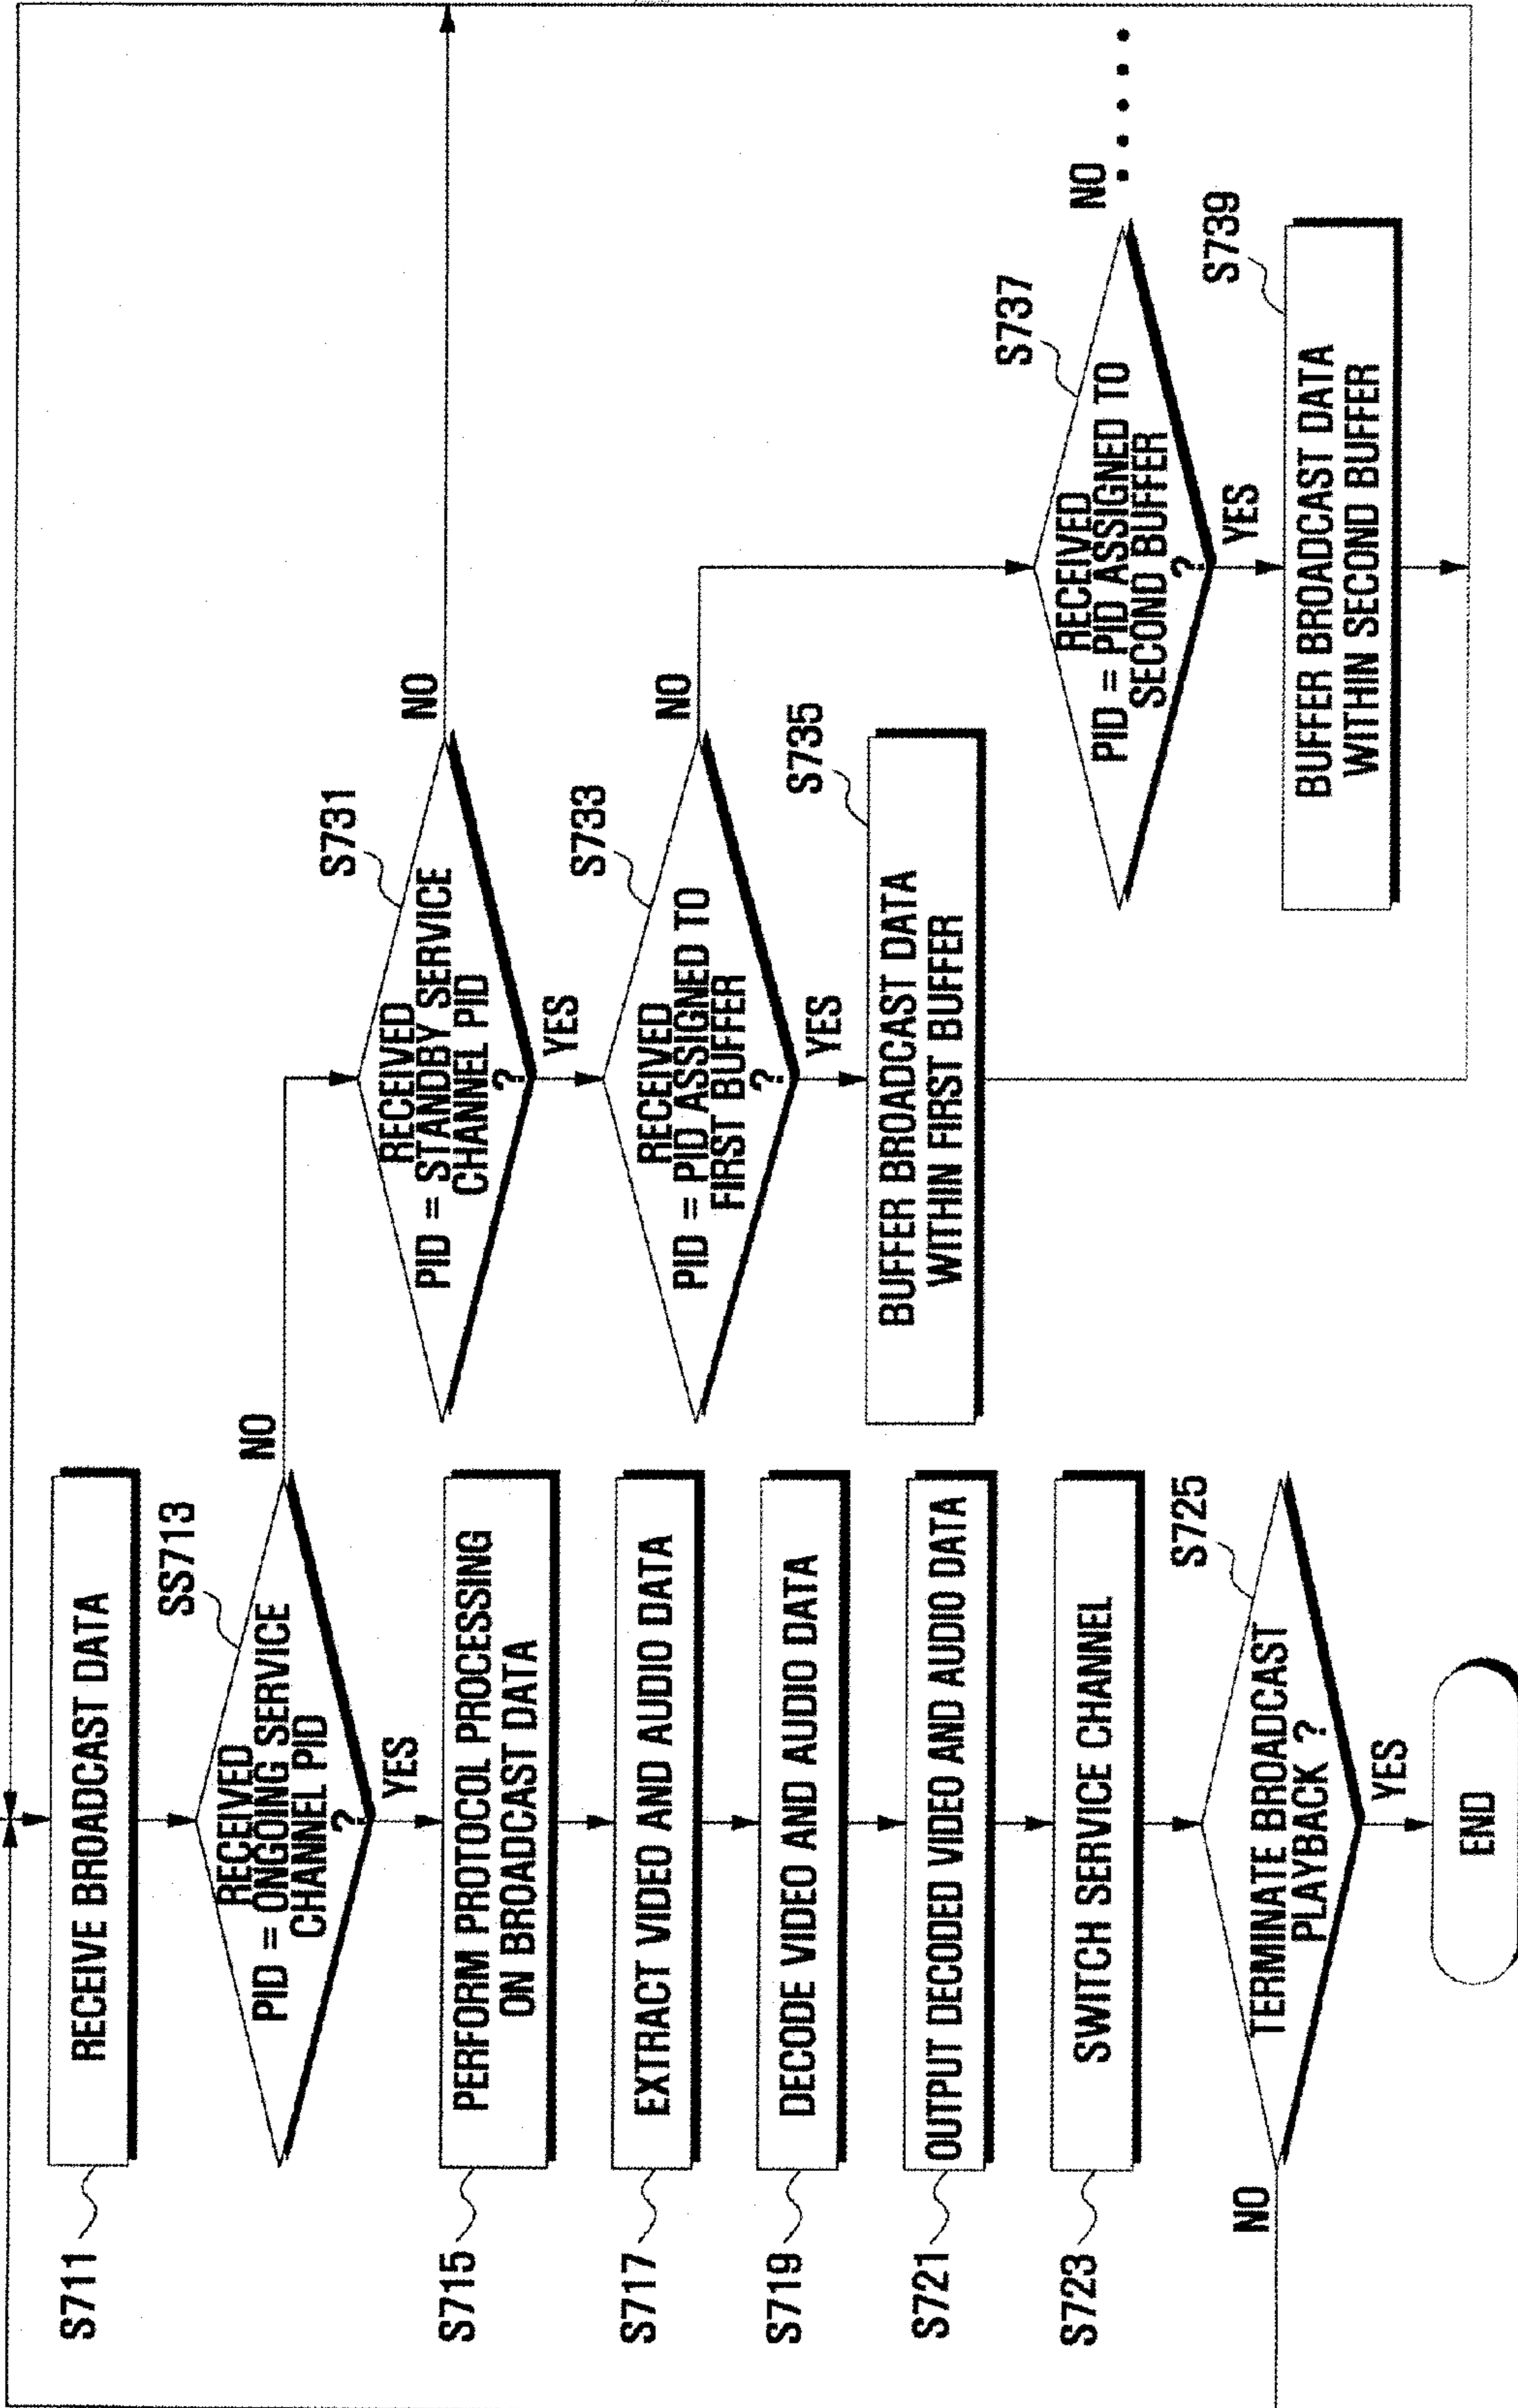 S711
RECEIVE BROADCAST DATA
SS713
RECEIVED
PID = ONGOING SERVICE
CHANNEL PID
?
NO
YES
S715
PERFORM PROTOCOL PROCESSING
ON BROADCAST DATA
S717
EXTRACT VIDEO AND AUDIO DATA
S719
DECODE VIDEO AND AUDIO DATA
S721
OUTPUT DECODED VIDEO AND AUDIO DATA
S723
SWITCH SERVICE CHANNEL
S725
TERMINATE BROADCAST
PLAYBACK ?
NO
YES
END
S731
RECEIVED
PID = STANDBY SERVICE
CHANNEL PID
?
NO
YES
S733
RECEIVED
PID = PID ASSIGNED TO
FIRST BUFFER
?
NO
YES
S735
BUFFER BROADCAST DATA
WITHIN FIRST BUFFER
S737
RECEIVED
PID = PID ASSIGNED TO
SECOND BUFFER
?
NO
YES
S739
BUFFER BROADCAST DATA
WITHIN SECOND BUFFER